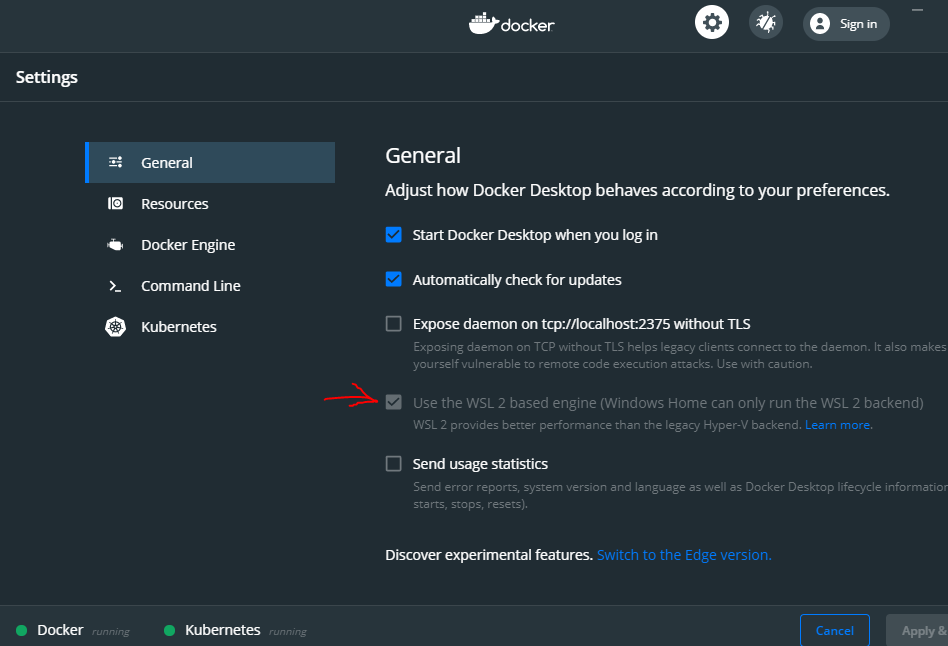 docker
Sign in
Settings
General
Resources
Docker Engine
Command Line
Kubernetes
General
Adjust how Docker Desktop behaves according to your preferences.
Start Docker Desktop when you log in
Automatically check for updates
Expose daemon on tcp://localhost:2375 without TLS
Exposing daemon on TCP without TLS helps legacy clients connect to the daemon. It also makes
yourself vulnerable to remote code execution attacks. Use with caution.
Use the WSL 2 based engine (Windows Home can only run the WSL 2 backend)
WSL 2 provides better performance than the legacy Hyper-V backend. Learn more.
Send usage statistics
Send error reports, system version and language as well as Docker Desktop lifecycle information
starts, stops, resets).
Discover experimental features. Switch to the Edge version.
Docker running
Kubernetes running
Cancel
Apply &